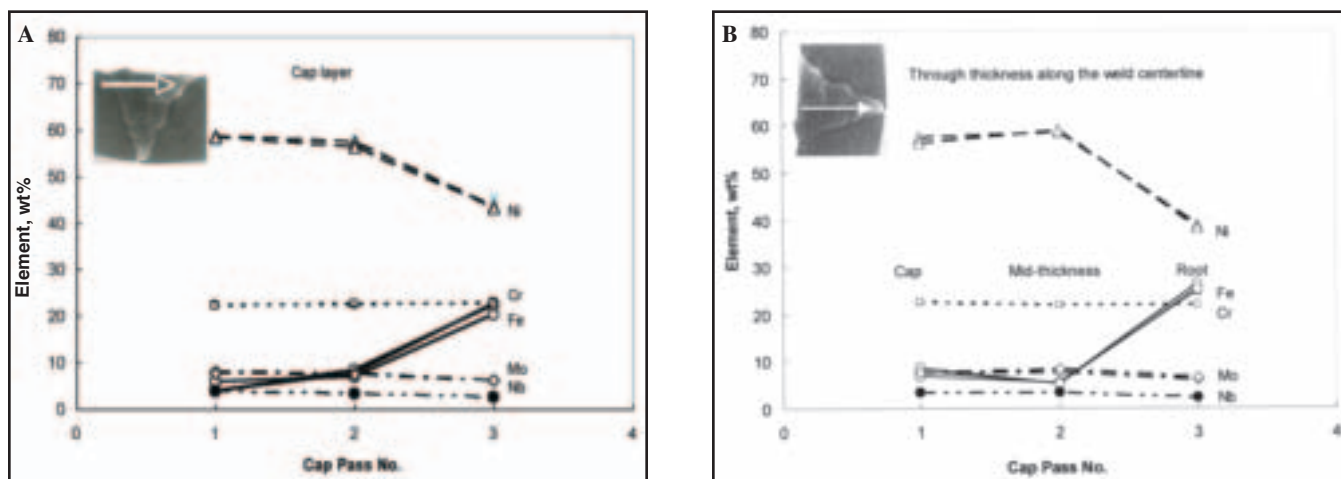 A
80
70
60
50
40
30
20
10
0
0 1 2 3 4
Element, wt%
Cap Pass No.
Cap layer
Ni
Cr
Fe
Mo
Nb
B
80
70
60
50
40
30
20
10
0
0 1 2 3 4
Element, wt%
Cap Pass No.
Through thickness along the weld centerline
Ni
Cap Mid-thickness Root
Fe
Cr
Mo
Nb